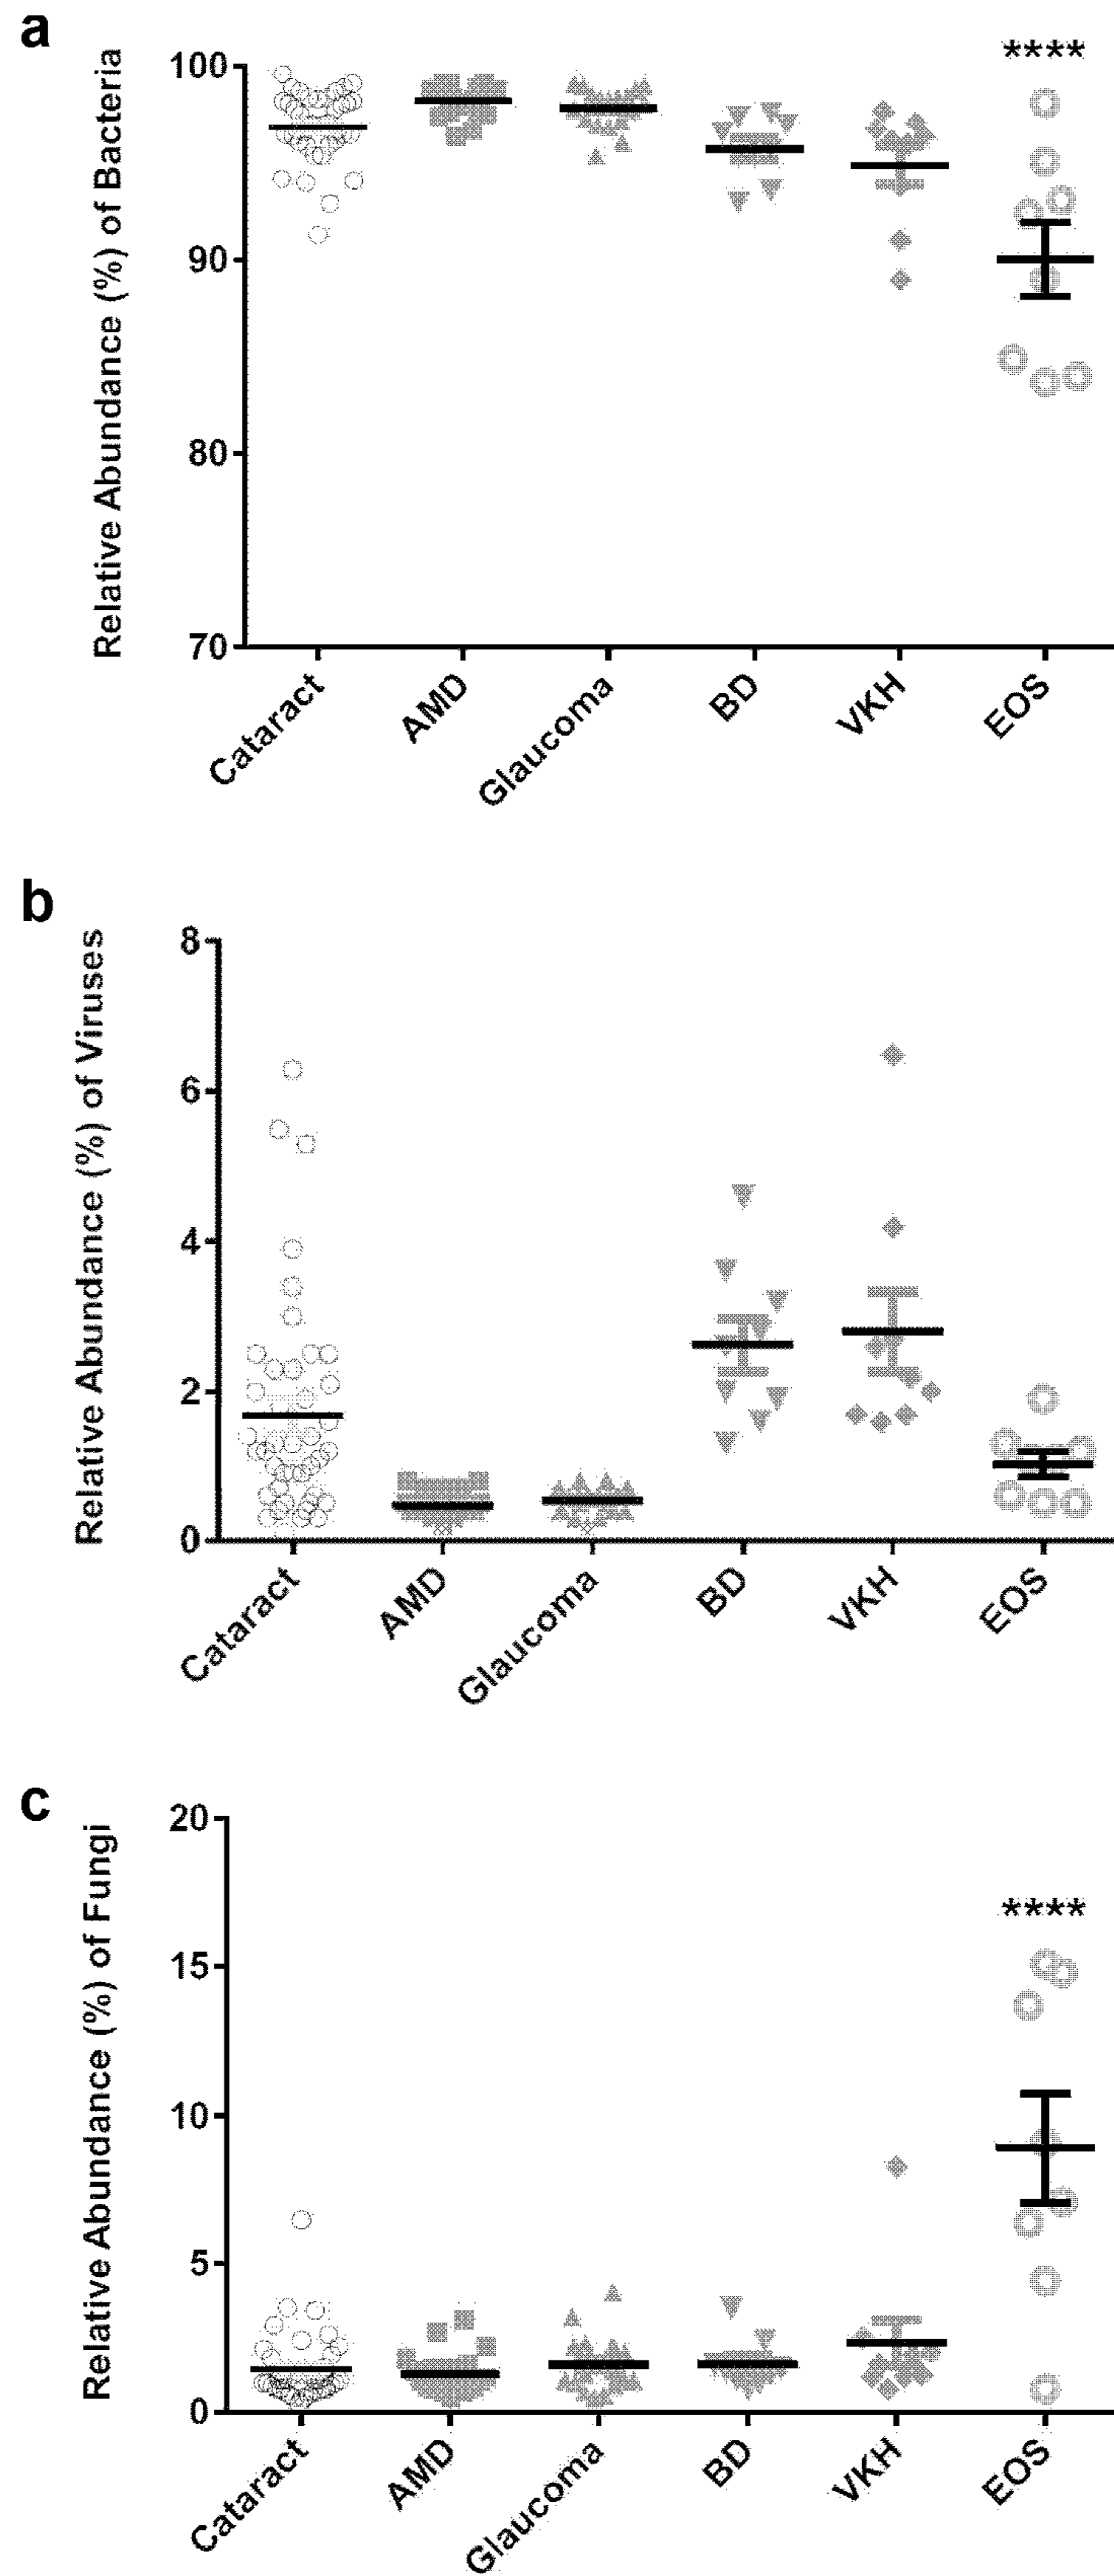 a
Relative Abundance (%) of Bacteria
100
90
80
70
****
Cataract
AMD
Glaucoma
BD
VKH
EOS
b
Relative Abundance (%) of Viruses
8
6
4
2
0
Cataract
AMD
Glaucoma
BD
VKH
EOS
c
Relative Abundance (%) of Fungi
20
15
10
5
0
****
Cataract
AMD
Glaucoma
BD
VKH
EOS